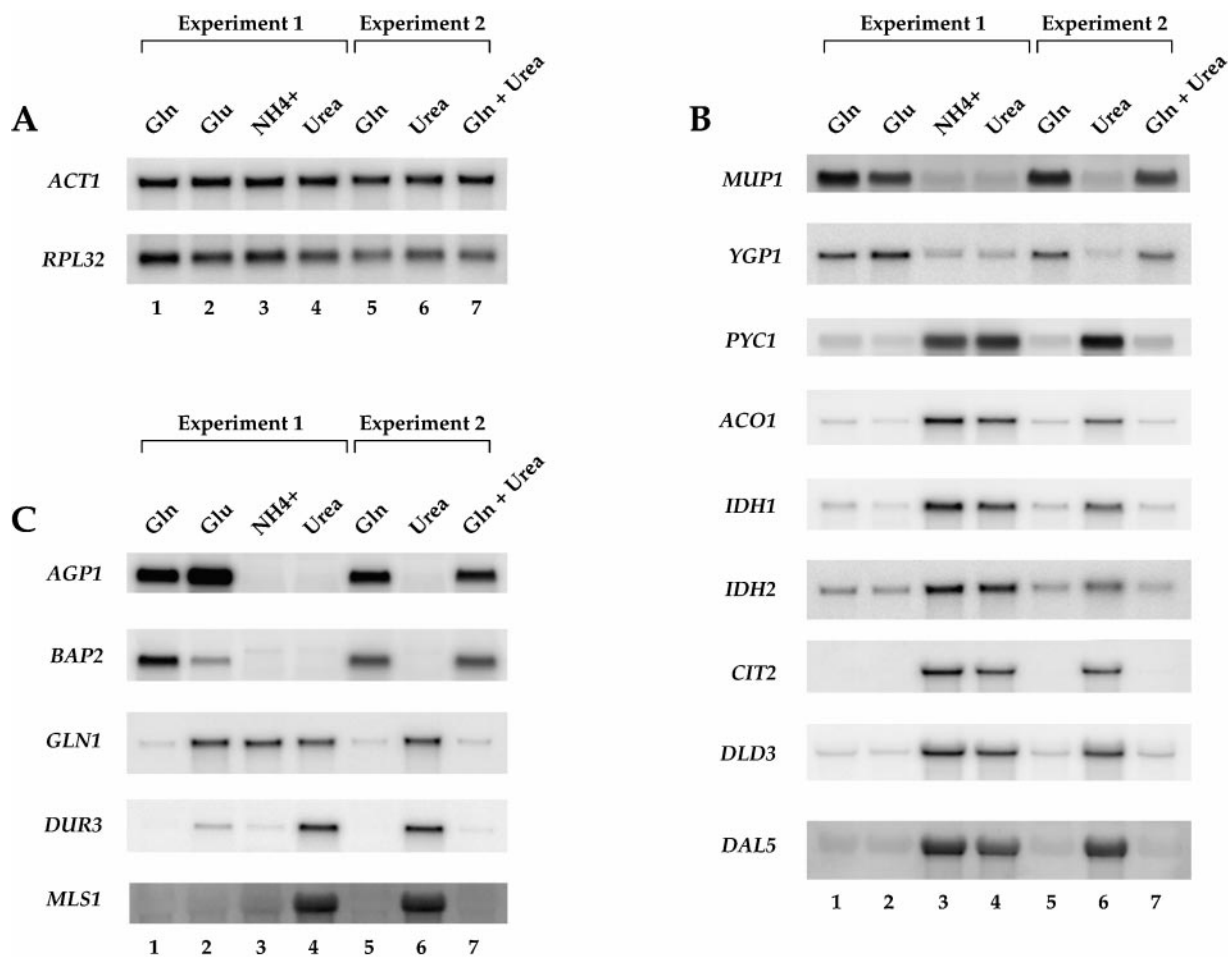 A
Experiment 1 Experiment 2
Gln Glu NH4+ Urea Gln Urea Gln + Urea
ACT1
RPL32
1 2 3 4 5 6 7
B
Experiment 1 Experiment 2
Gln Glu NH4+ Urea Gln Urea Gln + Urea
MUP1
YGP1
PYC1
ACO1
IDH1
IDH2
CIT2
DLD3
DAL5
1 2 3 4 5 6 7
C
Experiment 1 Experiment 2
Gln Glu NH4+ Urea Gln Urea Gln + Urea
AGP1
BAP2
GLN1
DUR3
MLS1
1 2 3 4 5 6 7